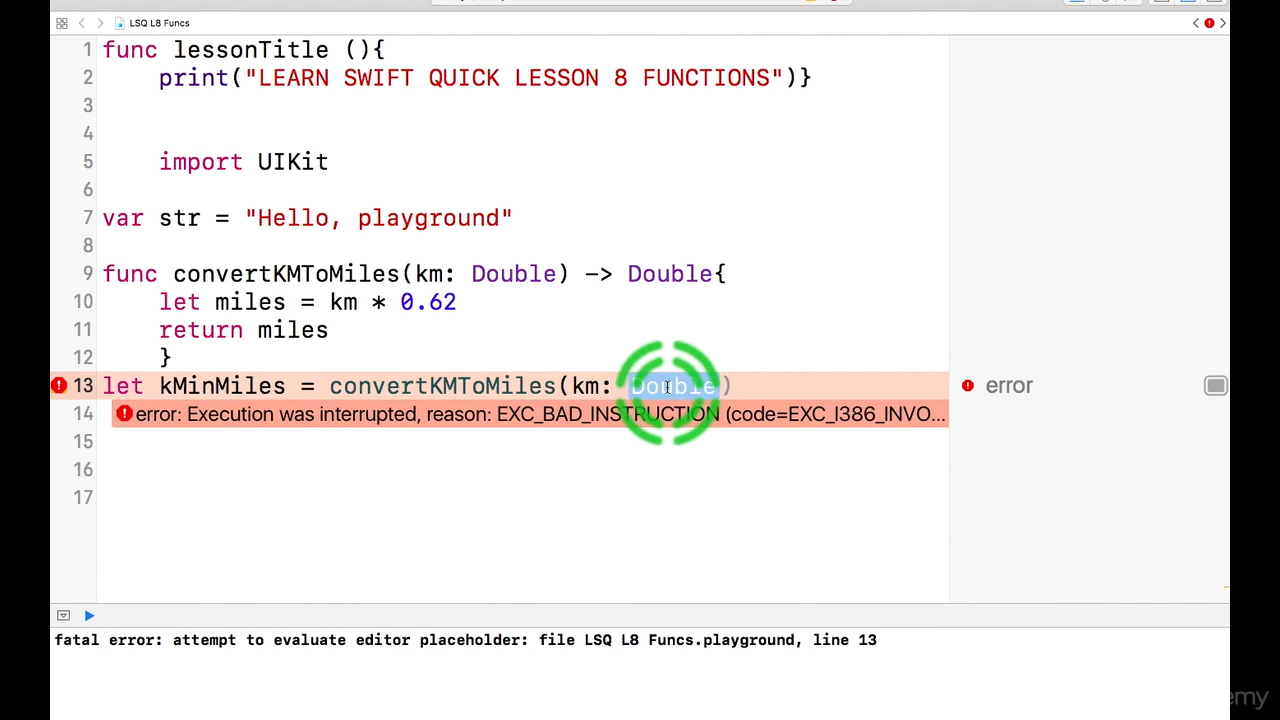 LSQ L8 Funcs
1 func lessonTitle (){
2 print("LEARN SWIFT QUICK LESSON 8 FUNCTIONS")}
3
4
5 import UIKit
6
7 var str = "Hello, playground"
8
9 func convertKMToMiles(km: Double) -> Double{
10 let miles = km * 0.62
11 return miles
12 }
13 let kMinMiles = convertKMToMiles(km: Double) error
14 error: Execution was interrupted, reason: EXC_BAD_INSTRUCTION (code=EXC_I386_INVO...
15
16
17
fatal error: attempt to evaluate editor placeholder: file LSQ L8 Funcs.playground, line 13
emy